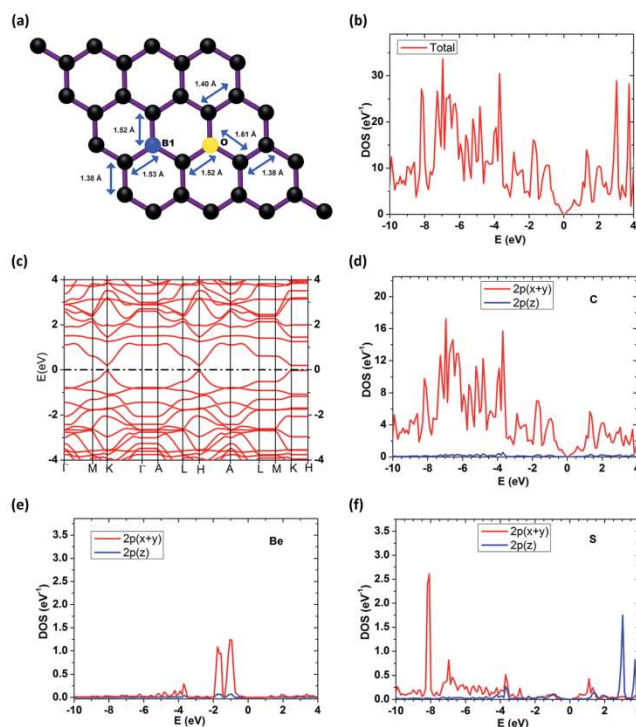 (a)
1.40 Å
1.52 Å
B1
O
1.61 Å
1.38 Å
1.53 Å
1.52 Å
1.38 Å
(b)
Total
DOS (eV⁻¹)
30
20
10
0
-10 -8 -6 -4 -2 0 2 4
E (eV)
(c)
E(eV)
4
2
0
-2
-4
4
2
0
-2
-4
Γ M K Γ A L H A L M K H
(d)
2p(x+y)
2p(z)
C
DOS (eV⁻¹)
20
16
12
8
4
0
-10 -8 -6 -4 -2 0 2 4
E (eV)
(e)
2p(x+y)
2p(z)
Be
DOS (eV⁻¹)
3.5
3.0
2.5
2.0
1.5
1.0
0.5
0.0
-10 -8 -6 -4 -2 0 2 4
E (eV)
(f)
2p(x+y)
2p(z)
S
DOS (eV⁻¹)
3.5
3.0
2.5
2.0
1.5
1.0
0.5
0.0
-10 -8 -6 -4 -2 0 2 4
E (eV)